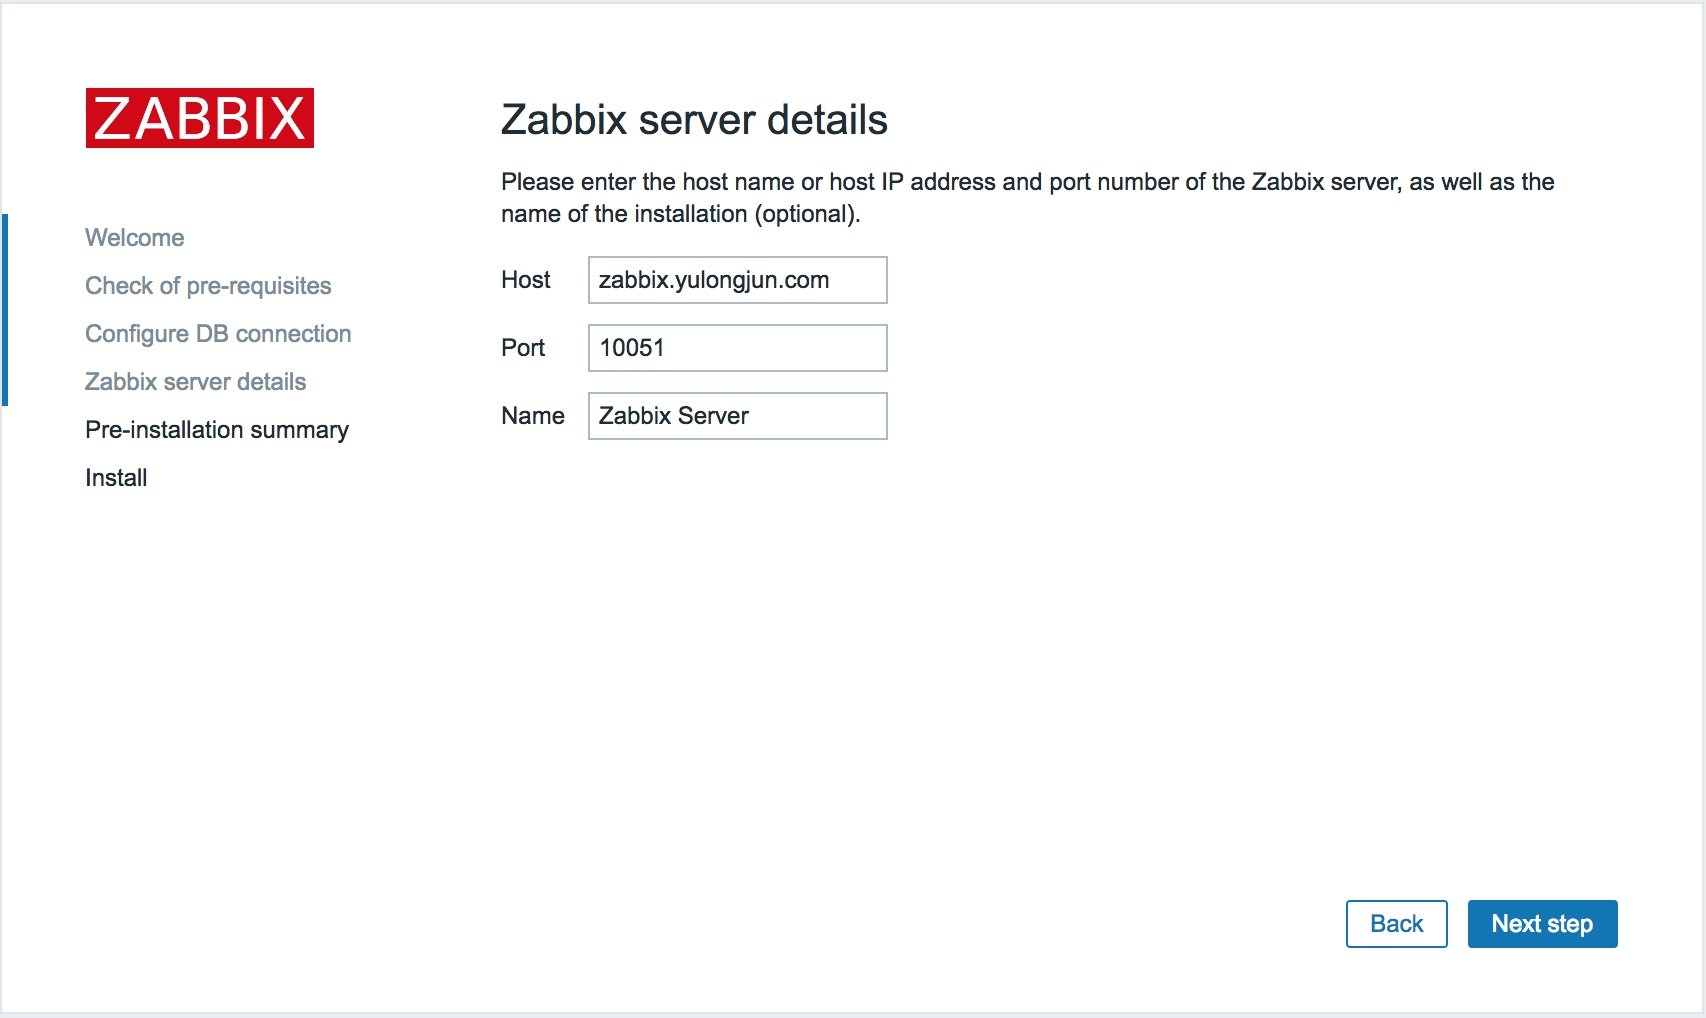 ZABBIX
Welcome
Check of pre-requisites
Configure DB connection
Zabbix server details
Pre-installation summary
Install
Zabbix server details
Please enter the host name or host IP address and port number of the Zabbix server, as well as the
name of the installation (optional).
Host zabbix.yulongjun.com
Port 10051
Name Zabbix Server
Back Next step